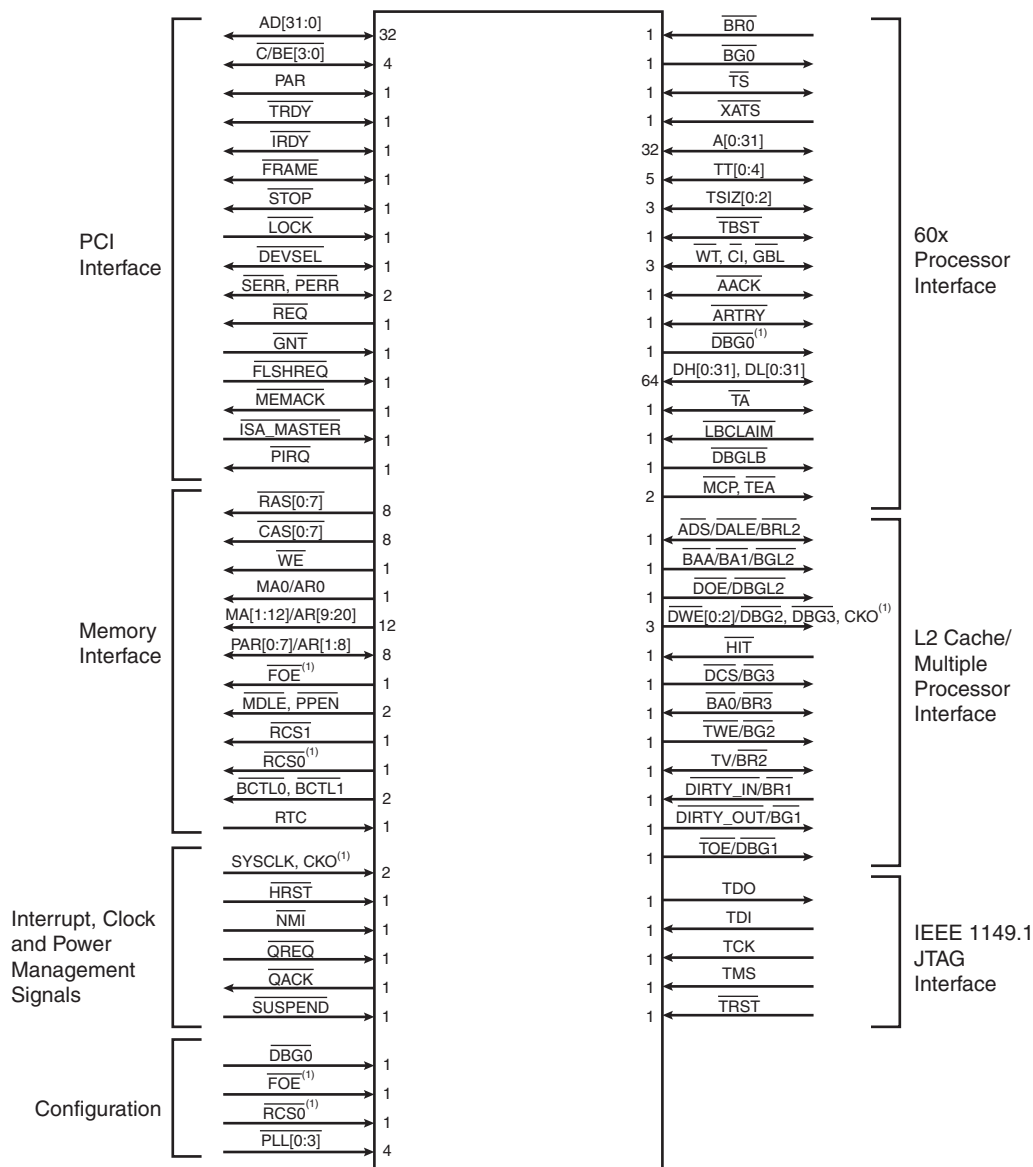 PCI
Interface
AD[31:0]
32
C/BE[3:0]
4
PAR
1
TRDY
1
IRDY
1
FRAME
1
STOP
1
LOCK
1
DEVSEL
1
SERR, PERR
2
REQ
1
GNT
1
FLSHREQ
1
MEMACK
1
ISA_MASTER
1
PIRQ
1
Memory
Interface
RAS[0:7]
8
CAS[0:7]
8
WE
1
MA0/AR0
1
MA[1:12]/AR[9:20]
12
PAR[0:7]/AR[1:8]
8
FOE(1)
1
MDLE, PPEN
2
RCS1
1
RCS0(1)
1
BCTL0, BCTL1
2
RTC
1
Interrupt, Clock
and Power
Management
Signals
SYSCLK, CKO(1)
2
HRST
1
NMI
1
QREQ
1
QACK
1
SUSPEND
1
Configuration
DBG0
1
FOE(1)
1
RCS0(1)
1
PLL[0:3]
4
1
BR0
1
BG0
1
TS
1
XATS
32
A[0:31]
5
TT[0:4]
3
TSIZ[0:2]
1
TBST
3
WT, CI, GBL
1
AACK
1
ARTRY
1
DBG0(1)
64
DH[0:31], DL[0:31]
1
TA
1
LBCLAIM
1
DBGLB
2
MCP, TEA
60x
Processor
Interface
1
ADS/DALE/BRL2
1
BAA/BA1/BGL2
1
DOE/DBGL2
3
DWE[0:2]/DBG2, DBG3, CKO(1)
1
HIT
1
DCS/BG3
1
BA0/BR3
1
TWE/BG2
1
TV/BR2
1
DIRTY_IN/BR1
1
DIRTY_OUT/BG1
1
TOE/DBG1
L2 Cache/
Multiple
Processor
Interface
1
TDO
1
TDI
1
TCK
1
TMS
1
TRST
IEEE 1149.1
JTAG
Interface